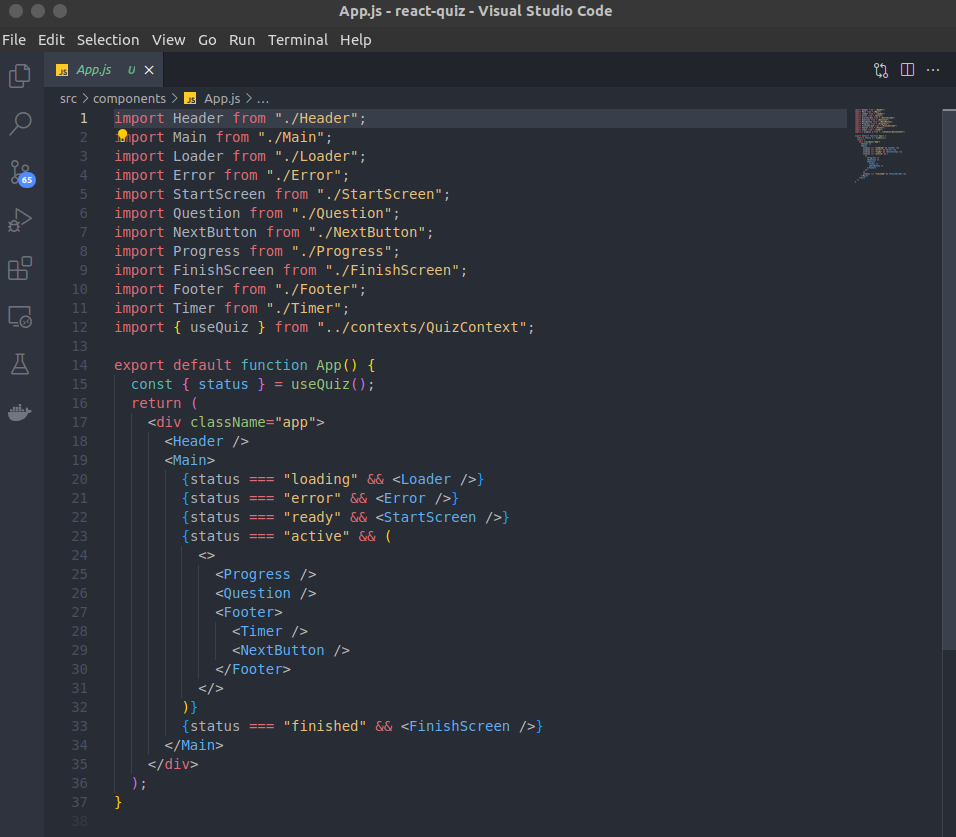 App.js - react-quiz - Visual Studio Code
File Edit Selection View Go Run Terminal Help
JS App.js U
src > components > JS App.js > ...
65
1 import Header from "./Header";
2 import Main from "./Main";
3 import Loader from "./Loader";
4 import Error from "./Error";
5 import StartScreen from "./StartScreen";
6 import Question from "./Question";
7 import NextButton from "./NextButton";
8 import Progress from "./Progress";
9 import FinishScreen from "./FinishScreen";
10 import Footer from "./Footer";
11 import Timer from "./Timer";
12 import { useQuiz } from "../contexts/QuizContext";
13
14 export default function App() {
15   const { status } = useQuiz();
16   return (
17     <div className="app">
18       <Header />
19       <Main>
20         {status === "loading" && <Loader />}
21         {status === "error" && <Error />}
22         {status === "ready" && <StartScreen />}
23         {status === "active" && (
24           <>
25             <Progress />
26             <Question />
27             <Footer>
28               <Timer />
29               <NextButton />
30             </Footer>
31           </>
32         )}
33         {status === "finished" && <FinishScreen />}
34       </Main>
35     </div>
36   );
37 }
38